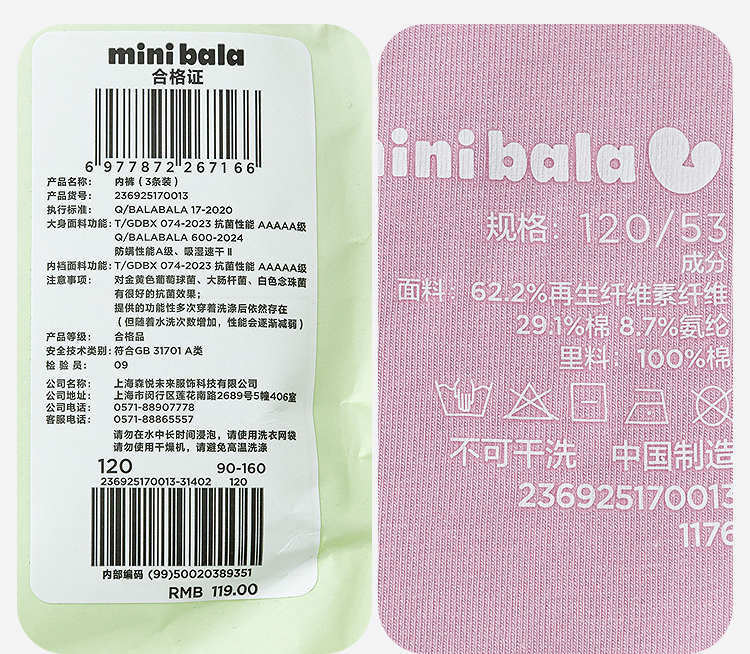 mini bala
合格证
6 977872 267166
产品名称： 内裤（3条装）
产品货号： 236925170013
执行标准： Q/BALABALA 17-2020
大身面料功能：T/GDBX 074-2023 抗菌性能 AAAAA级
Q/BALABALA 600-2024
防螨性能A级、吸湿速干 II
内裆面料功能：T/GDBX 074-2023 抗菌性能 AAAAA级
注意事项： 对金黄色葡萄球菌、大肠杆菌、白色念珠菌
有很好的抗菌效果；
提供的功能性多次穿着洗涤后依然存在
（但随着水洗次数增加，性能会逐渐减弱）
产品等级： 合格品
安全技术类别：符合GB 31701 A类
检 验 员： 09
公司名称： 上海森悦未来服饰科技有限公司
公司地址： 上海市闵行区莲花南路2689号5幢406室
公司电话： 0571-88907778
客服电话： 0571-88865557
请勿在水中长时间浸泡，请使用洗衣网袋
请勿使用干燥机，请避免高温洗涤
120 90-160
236925170013-31402 120
内部编码 (99)50020389351
RMB 119.00
mini bala
规格：120/53
成分
面料：62.2%再生纤维素纤维
29.1%棉 8.7%氨纶
里料：100%棉
不可干洗 中国制造
236925170013
1176